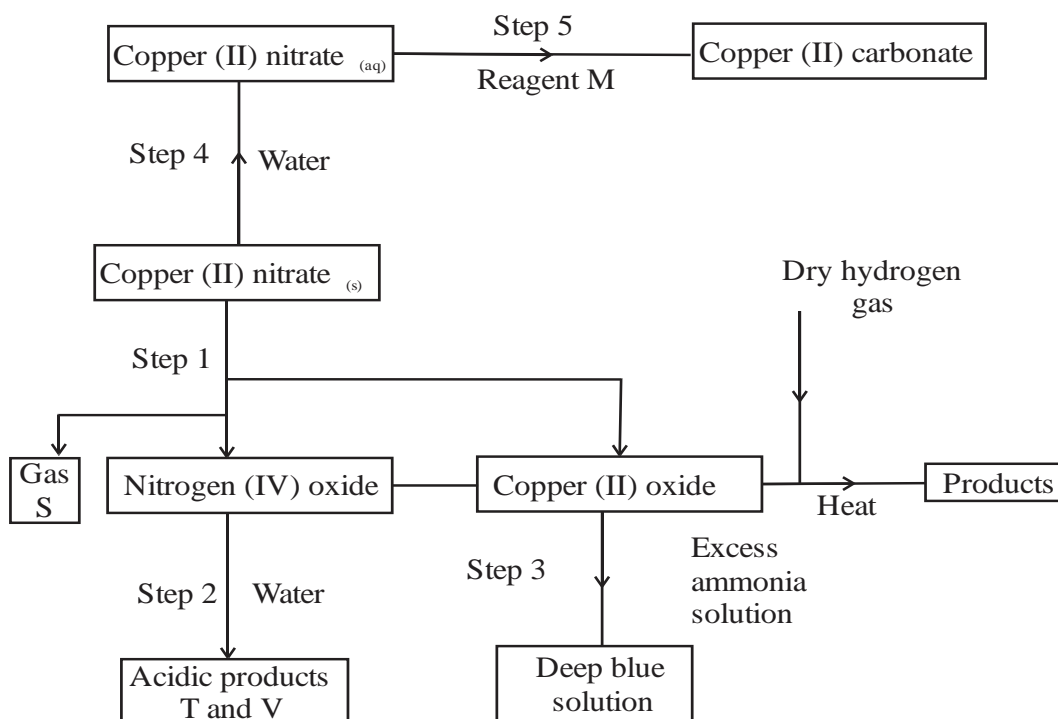 Step 5
Copper (II) nitrate (aq)
Copper (II) carbonate
Reagent M
Step 4
Water
Copper (II) nitrate (s)
Dry hydrogen
gas
Step 1
Gas
S
Nitrogen (IV) oxide
Copper (II) oxide
Products
Heat
Step 2
Water
Step 3
Excess
ammonia
solution
Acidic products
T and V
Deep blue
solution